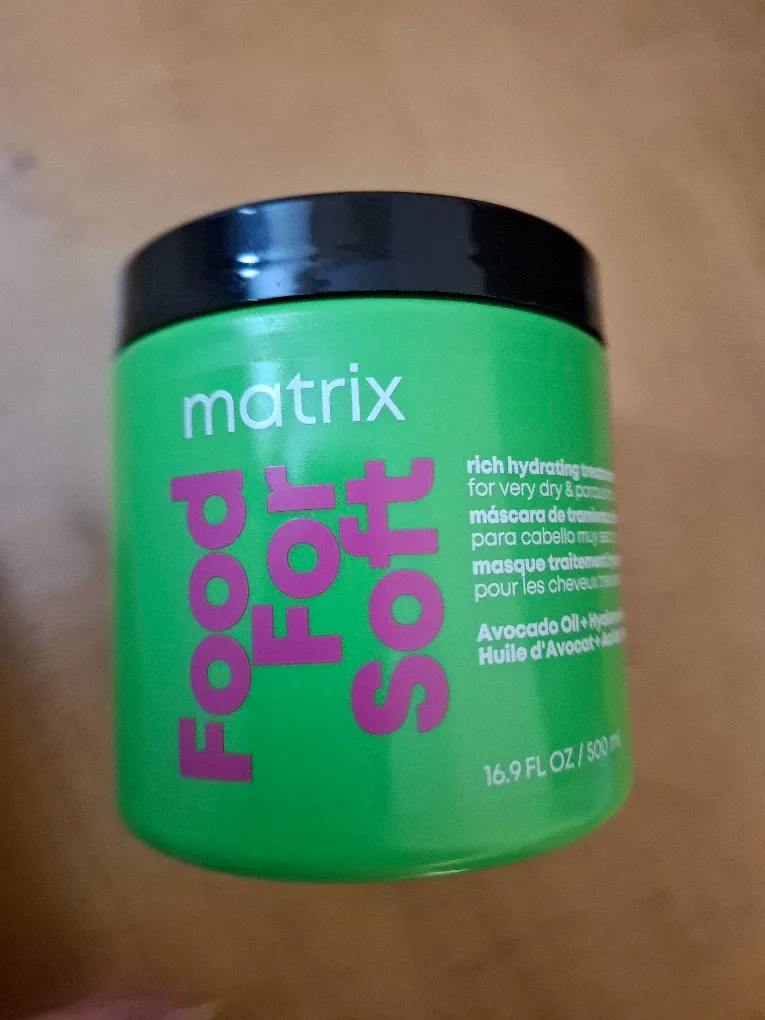 matrix
Food
For
Soft
rich hydrating
for very dry &
máscara de
para cabello muy
masque traitement
pour les cheveux
Avocado Oil +
Huile d'Avocat +
16.9 FL OZ / 500 ml